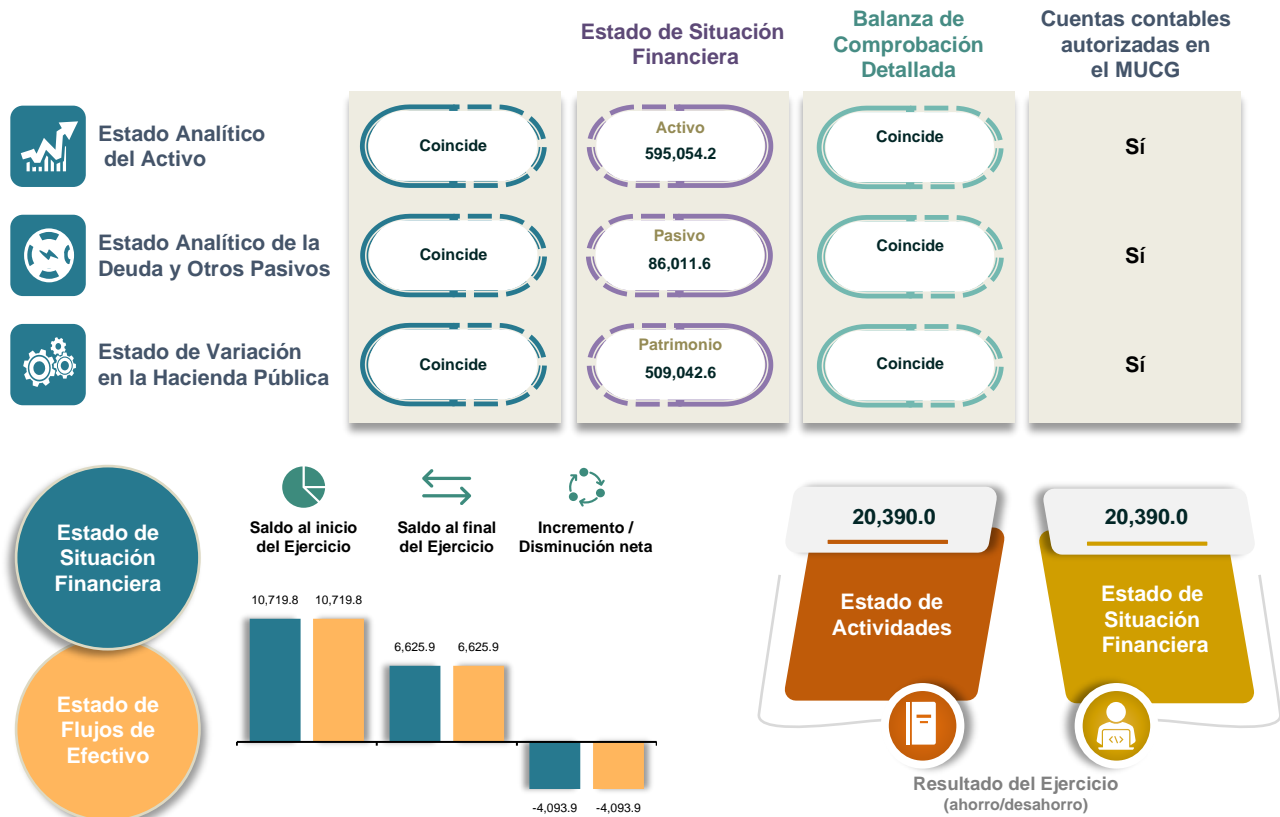 Estado de Situación
Financiera
Balanza de
Comprobación
Detallada
Cuentas contables
autorizadas en
el MUCG
Estado Analítico
del Activo
Coincide
Activo
595,054.2
Coincide
Sí
Estado Analítico de la
Deuda y Otros Pasivos
Coincide
Pasivo
86,011.6
Coincide
Sí
Estado de Variación
en la Hacienda Pública
Coincide
Patrimonio
509,042.6
Coincide
Sí
Estado de
Situación
Financiera
Estado de
Flujos de
Efectivo
Saldo al inicio
del Ejercicio
Saldo al final
del Ejercicio
Incremento /
Disminución neta
10,719.8 10,719.8
6,625.9 6,625.9
-4,093.9 -4,093.9
20,390.0
Estado de
Actividades
20,390.0
Estado de
Situación
Financiera
Resultado del Ejercicio
(ahorro/desahorro)